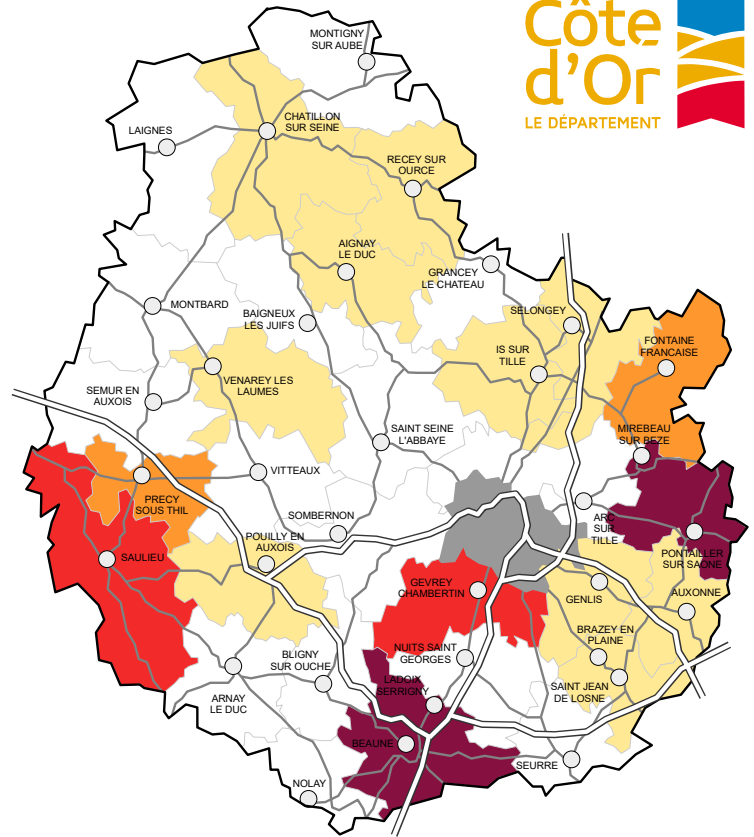 Côte
d'Or
LE DÉPARTEMENT
MONTIGNY
SUR AUBE
CHATILLON
SUR SEINE
LAIGNES
RECEY SUR
OURCE
AIGNAY
LE DUC
GRANCEY
LE CHATEAU
MONTBARD
BAIGNEUX
LES JUIFS
SELONGEY
IS SUR
TILLE
FONTAINE
FRANCAISE
VENAREY LES
LAUMES
SEMUR EN
AUXOIS
SAINT SEINE
L'ABBAYE
MIREBEAU
SUR BEZE
VITTEAUX
PRECY
SOUS THIL
SOMBERNON
ARC
SUR
TILLE
POUILLY EN
AUXOIS
SAULIEU
PONTAILLER
SUR SAONE
GEVREY
CHAMBERTIN
GENLIS
AUXONNE
BRAZEY EN
PLAINE
NUITS SAINT
GEORGES
BLIGNY
SUR OUCHE
LADOIX
SERRIGNY
SAINT JEAN
DE LOSNE
ARNAY
LE DUC
BEAUNE
SEURRE
NOLAY